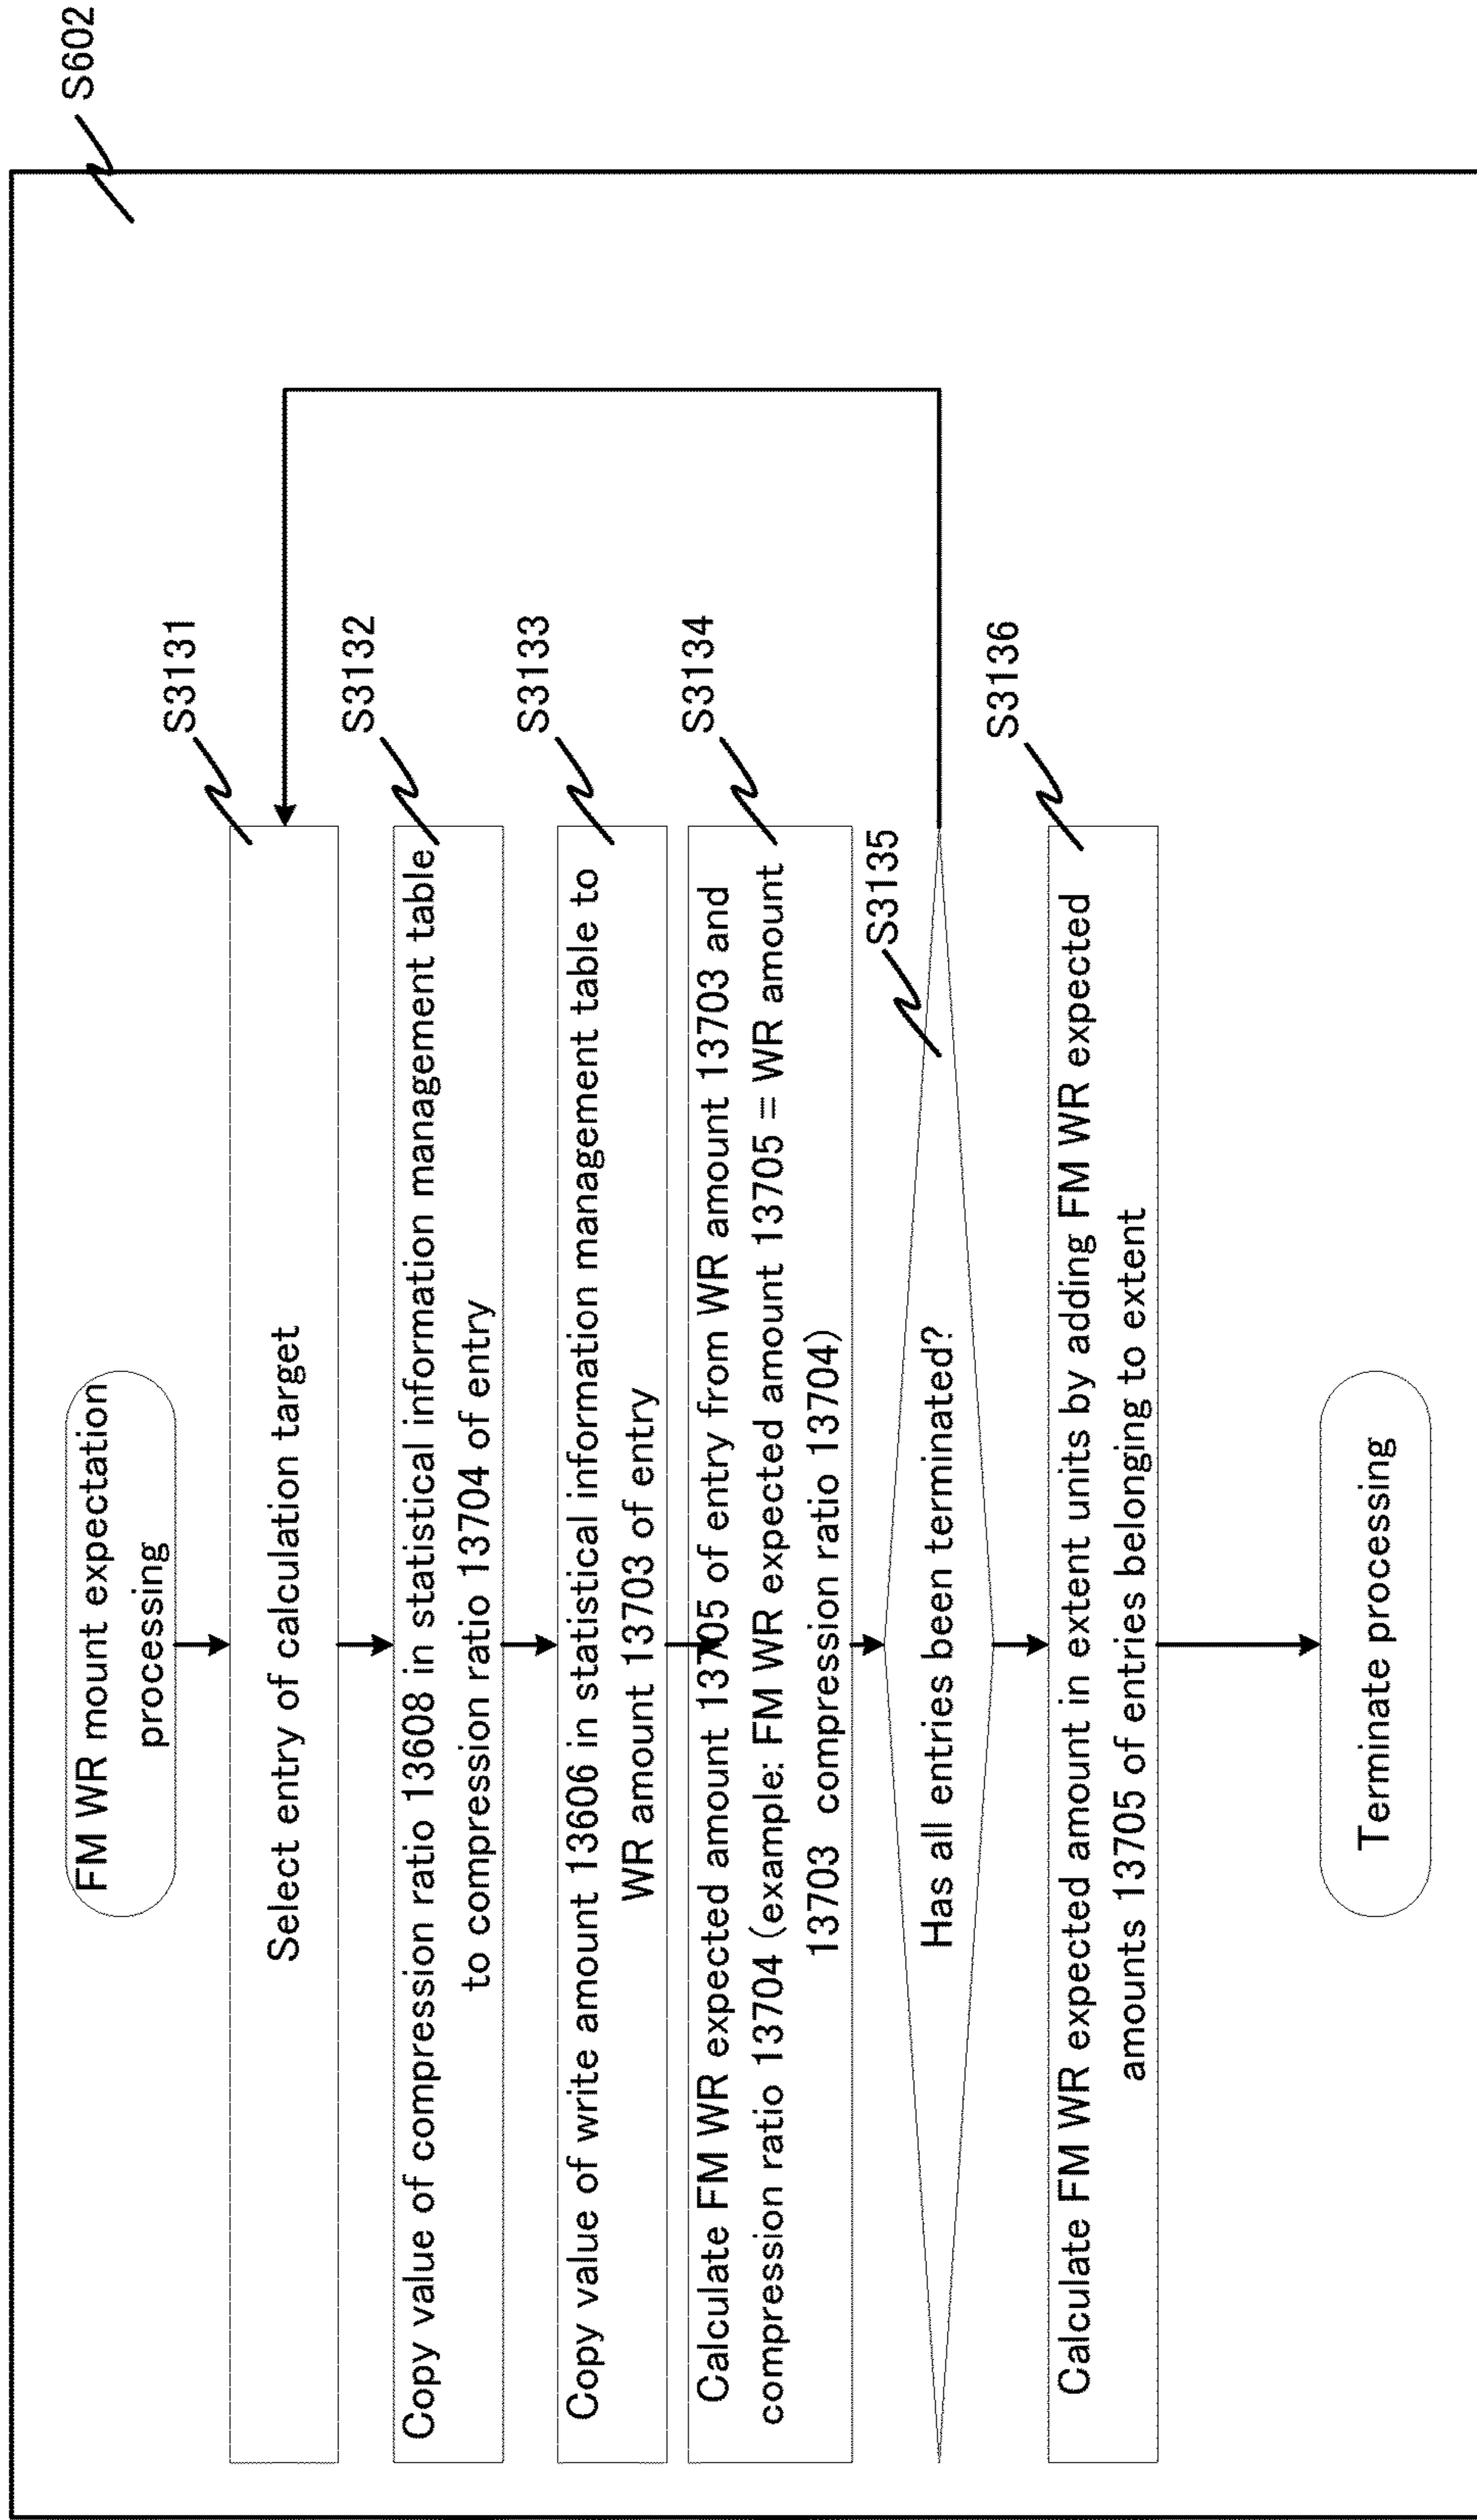 S602
FM WR mount expectation
processing
S3131
Select entry of calculation target
S3132
Copy value of compression ratio 13608 in statistical information management table
to compression ratio 13704 of entry
S3133
Copy value of write amount 13606 in statistical information management table to
WR amount 13703 of entry
S3134
Calculate FM WR expected amount 13705 of entry from WR amount 13703 and
compression ratio 13704 (example: FM WR expected amount 13705 = WR amount
13703 compression ratio 13704)
S3135
Has all entries been terminated?
S3136
Calculate FM WR expected amount in extent units by adding FM WR expected
amounts 13705 of entries belonging to extent
Terminate processing